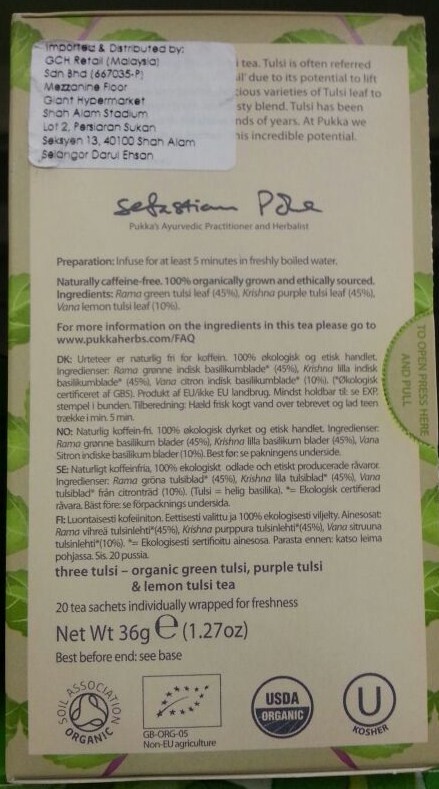 Imported & Distributed by:
GCH Retail (Malaysia)
San Bhd (667035-P)
Mezzanine Floor
Giant Hypermarket
Shah Alam Stadium
Lot 2, Persiaran Sukan
Seksyen 13, 40100 Shah Alam
Selangor Darul Ehsan
tea. Tulsi is often referred
due to its potential to lift
varieties of Tulsi leaf to
blend. Tulsi has been
of years. At Pukka we
incredible potential.
Sebastian Pole
Pukka's Ayurvedic Practitioner and Herbalist
Preparation: Infuse for at least 5 minutes in freshly boiled water.
Naturally caffeine-free. 100% organically grown and ethically sourced.
Ingredients: Rama green tulsi leaf (45%), Krishna purple tulsi leaf (45%),
Vana lemon tulsi leaf (10%).
For more information on the ingredients in this tea please go to
www.pukkaherbs.com/FAQ
TO OPEN PRESS HERE
AND PULL
DK: Urteteer er naturlig fri for koffein. 100% økologisk og etisk handlet.
Ingredienser: Rama grønne indisk basilikumblade* (45%), Krishna lilla indisk
basilikumblade* (45%), Vana citron indisk basilikumblade* (10%). (*Økologisk
certificeret af GBS). Produkt af EU/ikke EU landbrug. Mindst holdbar til: se EXP.
stempel i bunden. Tilberedning: Hæld frisk kogt vand over tebrevet og lad teen
trække i min. 5 min.
NO: Naturlig koffein-fri. 100% økologisk dyrket og etisk handlet. Ingredienser:
Rama grønne basilikum blader (45%), Krishna lilla basilikum blader (45%), Vana
Sitron indiske basilikum blader (10%). Best før: se pakningens underside.
SE: Naturligt koffeinfria, 100% ekologiskt odlade och etiskt producerade råvaror.
Ingredienser: Rama gröna tulsiblad* (45%), Krishna lila tulsiblad* (45%), Vana
tulsiblad* från citronträd (10%). (Tulsi = helig basilika). *= Ekologisk certifierad
råvara. Bäst före: se förpacknings undersida.
FI: Luontaisesti kofeiiniton. Eettisesti valittu ja 100% ekologisesti viljelty. Ainesosat:
Rama vihreä tulsinlehti*(45%), Krishna purppura tulsinlehti*(45%), Vana sitruuna
tulsinlehti*(10%). *= Ekologisesti sertifioitu ainesosa. Parasta ennen: katso leima
pohjassa. Sis. 20 pussia.
three tulsi – organic green tulsi, purple tulsi
& lemon tulsi tea
20 tea sachets individually wrapped for freshness
Net Wt 36g e (1.27oz)
Best before end: see base
SOIL ASSOCIATION
ORGANIC
GB-ORG-05
Non-EU agriculture
USDA
ORGANIC
U
KOSHER